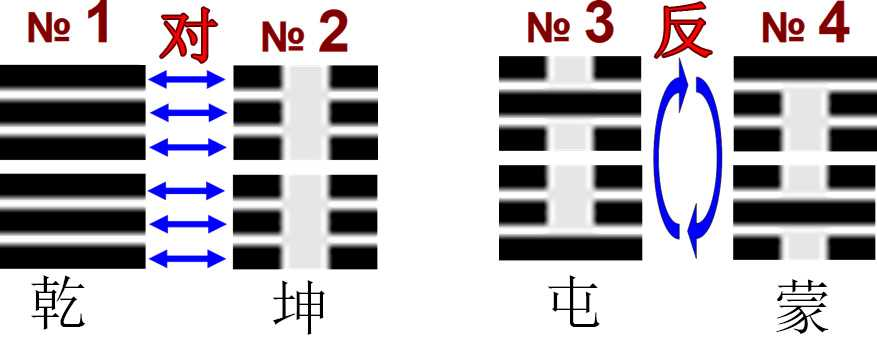 № 1 对 № 2 № 3 反 № 4
乾 坤 屯 蒙